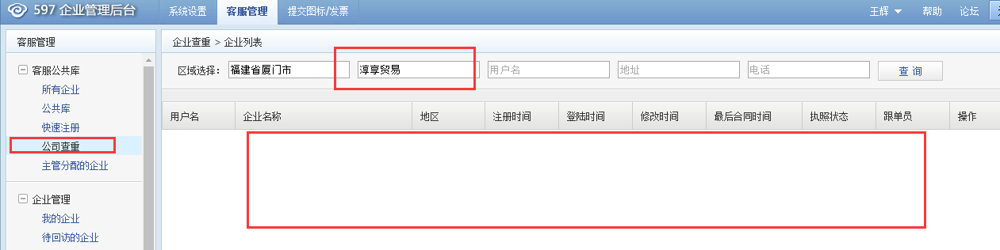 597 企业管理后台 系统设置 客服管理 提交图标/发票 王辉 帮助 论坛
客服管理
企业查重 > 企业列表
客服公共库
所有企业
公共库
快速注册
公司查重
主管分配的企业
企业管理
我的企业
待回访的企业
区域选择: 福建省厦门市 淳享贸易 用户名 地址 电话 查 询
用户名 企业名称 地区 注册时间 登陆时间 修改时间 最后合同时间 执照状态 跟单员 操作